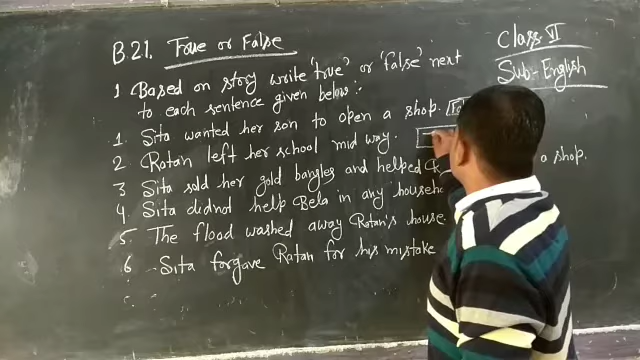 B.21. True or False
Class VI
Sub-English
1 Based on story write 'true' or 'false' next
to each sentence given below:
1. Sita wanted her son to open a shop.
2 Ratan left her school mid way.
3 Sita sold her gold bangles and helped a shop.
4. Sita didnot help Bela in any
5. The flood washed away Ratan's house.
6 Sita forgave Ratan for his mistake